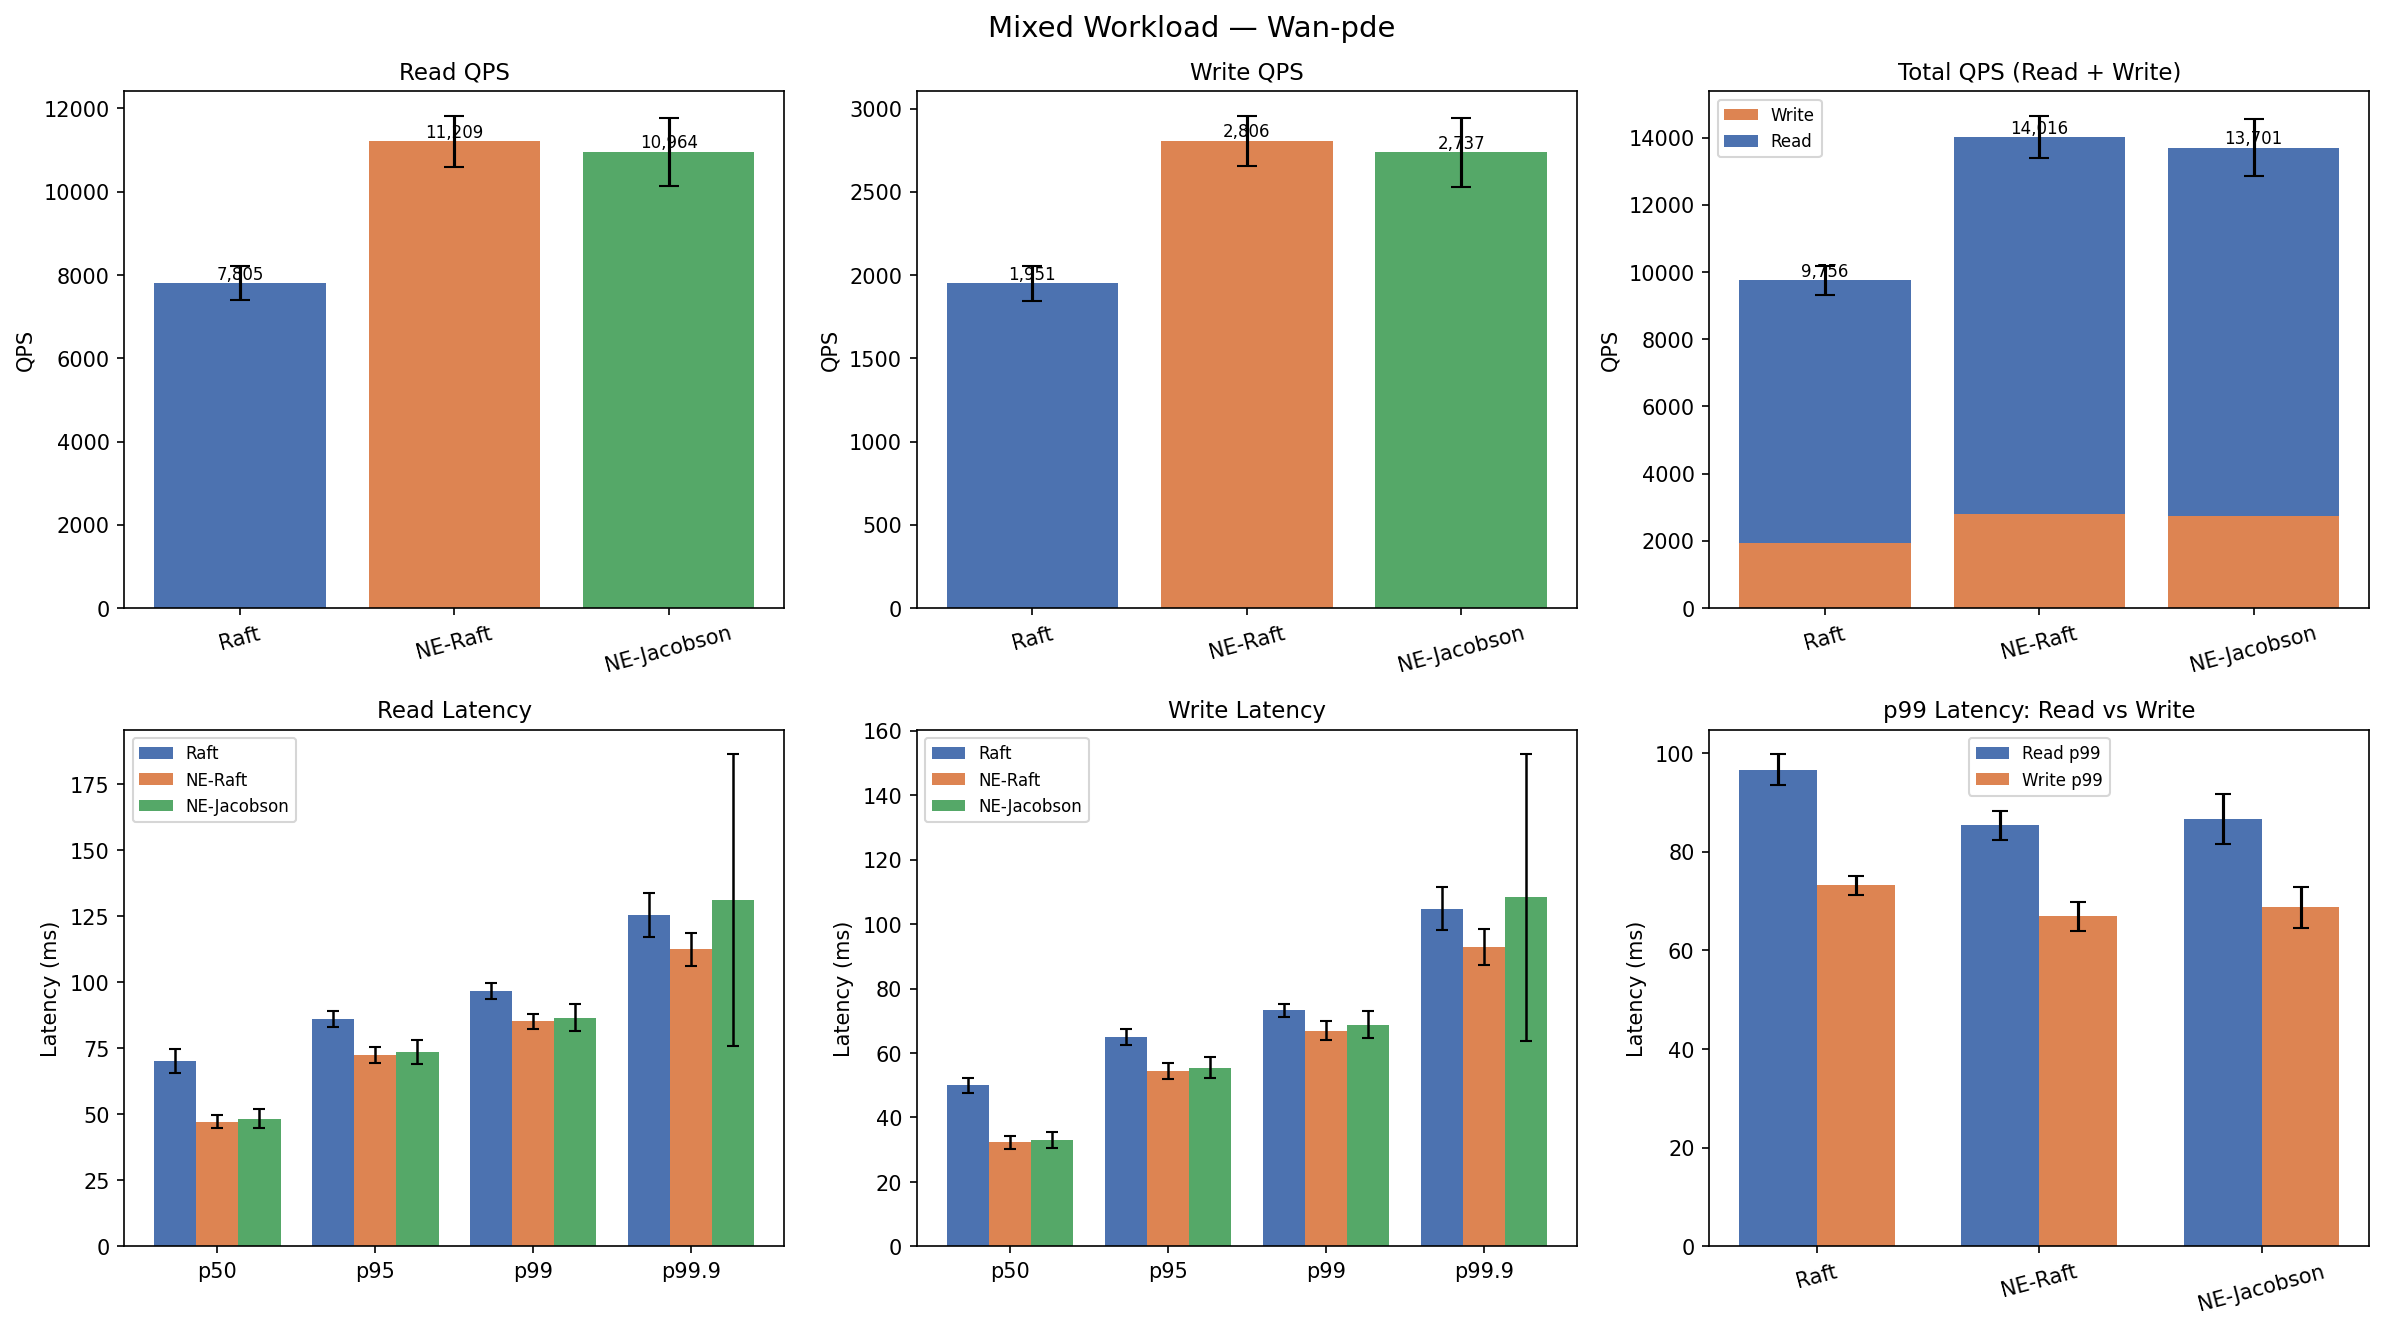 Mixed Workload — Wan-pde
Read QPS
QPS
12000
10000
8000
6000
4000
2000
0
7,805
11,209
10,964
Raft
NE-Raft
NE-Jacobson
Write QPS
QPS
3000
2500
2000
1500
1000
500
0
1,951
2,806
2,737
Raft
NE-Raft
NE-Jacobson
Total QPS (Read + Write)
QPS
14000
12000
10000
8000
6000
4000
2000
0
Write
Read
9,756
14,016
13,701
Raft
NE-Raft
NE-Jacobson
Read Latency
Latency (ms)
175
150
125
100
75
50
25
0
Raft
NE-Raft
NE-Jacobson
p50
p95
p99
p99.9
Write Latency
Latency (ms)
160
140
120
100
80
60
40
20
0
Raft
NE-Raft
NE-Jacobson
p50
p95
p99
p99.9
p99 Latency: Read vs Write
Latency (ms)
100
80
60
40
20
0
Read p99
Write p99
Raft
NE-Raft
NE-Jacobson